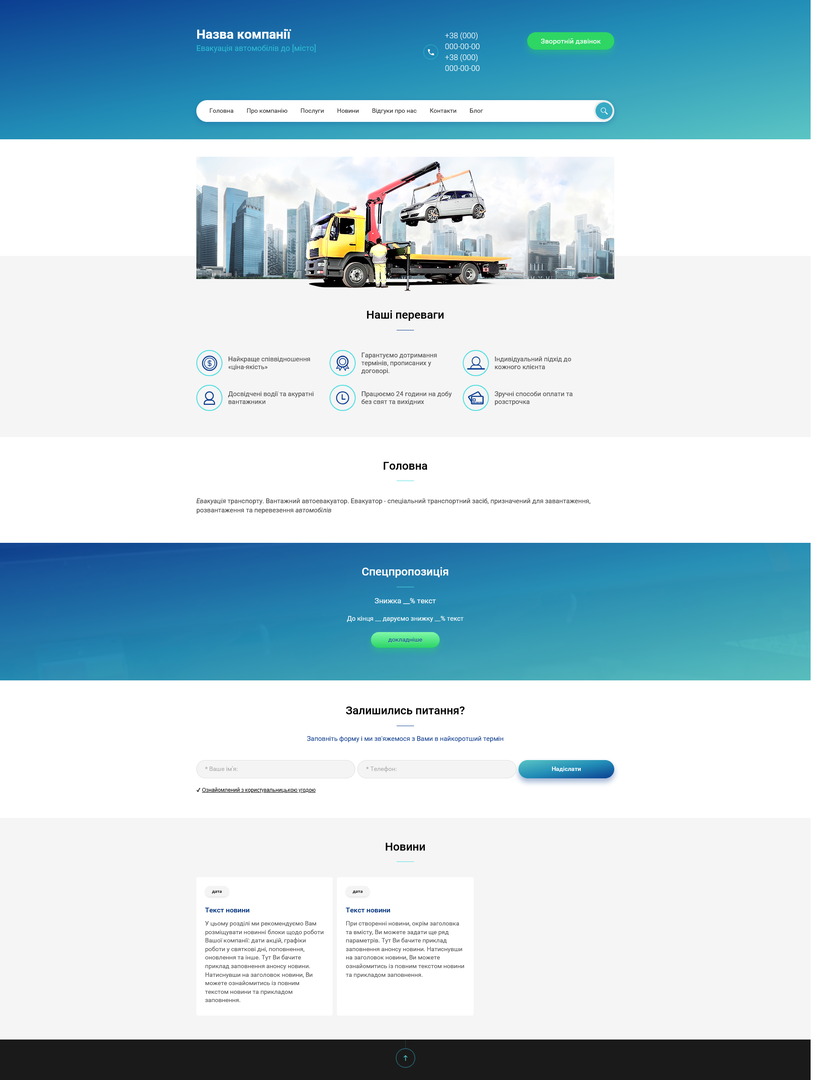 Назва компанії
Евакуація автомобілів до [місто]
+38 (000)
000-00-00
+38 (000)
000-00-00
Зворотній дзвінок
Головна Про компанію Послуги Новини Відгуки про нас Контакти Блог
Наші переваги
Найкраще співвідношення
«ціна-якість»
Гарантуємо дотримання
термінів, прописаних у
договорі.
Індивідуальний підхід до
кожного клієнта
Досвідчені водії та акуратні
вантажники
Працюємо 24 години на добу
без свят та вихідних
Зручні способи оплати та
розстрочка
Головна
Евакуація транспорту. Вантажний автоевакуатор. Евакуатор - спеціальний транспортний засіб, призначений для завантаження,
розвантаження та перевезення автомобілів
Спецпропозиція
Знижка __% текст
До кінця __ даруємо знижку __% текст
докладніше
Залишились питання?
Заповніть форму і ми зв'яжемося з Вами в найкоротший термін
* Ваше ім'я:
* Телефон:
Надіслати
✓ Ознайомлений з користувальницькою угодою
Новини
дата
Текст новини
У цьому розділі ми рекомендуємо Вам
розміщувати новинні блоки щодо роботи
Вашої компанії: дати акцій, графіки
роботи у святкові дні, поповнення,
оновлення та інше. Тут Ви бачите
приклад заповнення анонсу новини.
Натиснувши на заголовок новини, Ви
можете ознайомитись із повним
текстом новини та прикладом
заповнення.
дата
Текст новини
При створенні новини, окрім заголовка
та вмісту, Ви можете задати ще ряд
параметрів. Тут Ви бачите приклад
заповнення анонсу новини. Натиснувши
на заголовок новини, Ви можете
ознайомитись із повним текстом новини
та прикладом заповнення.